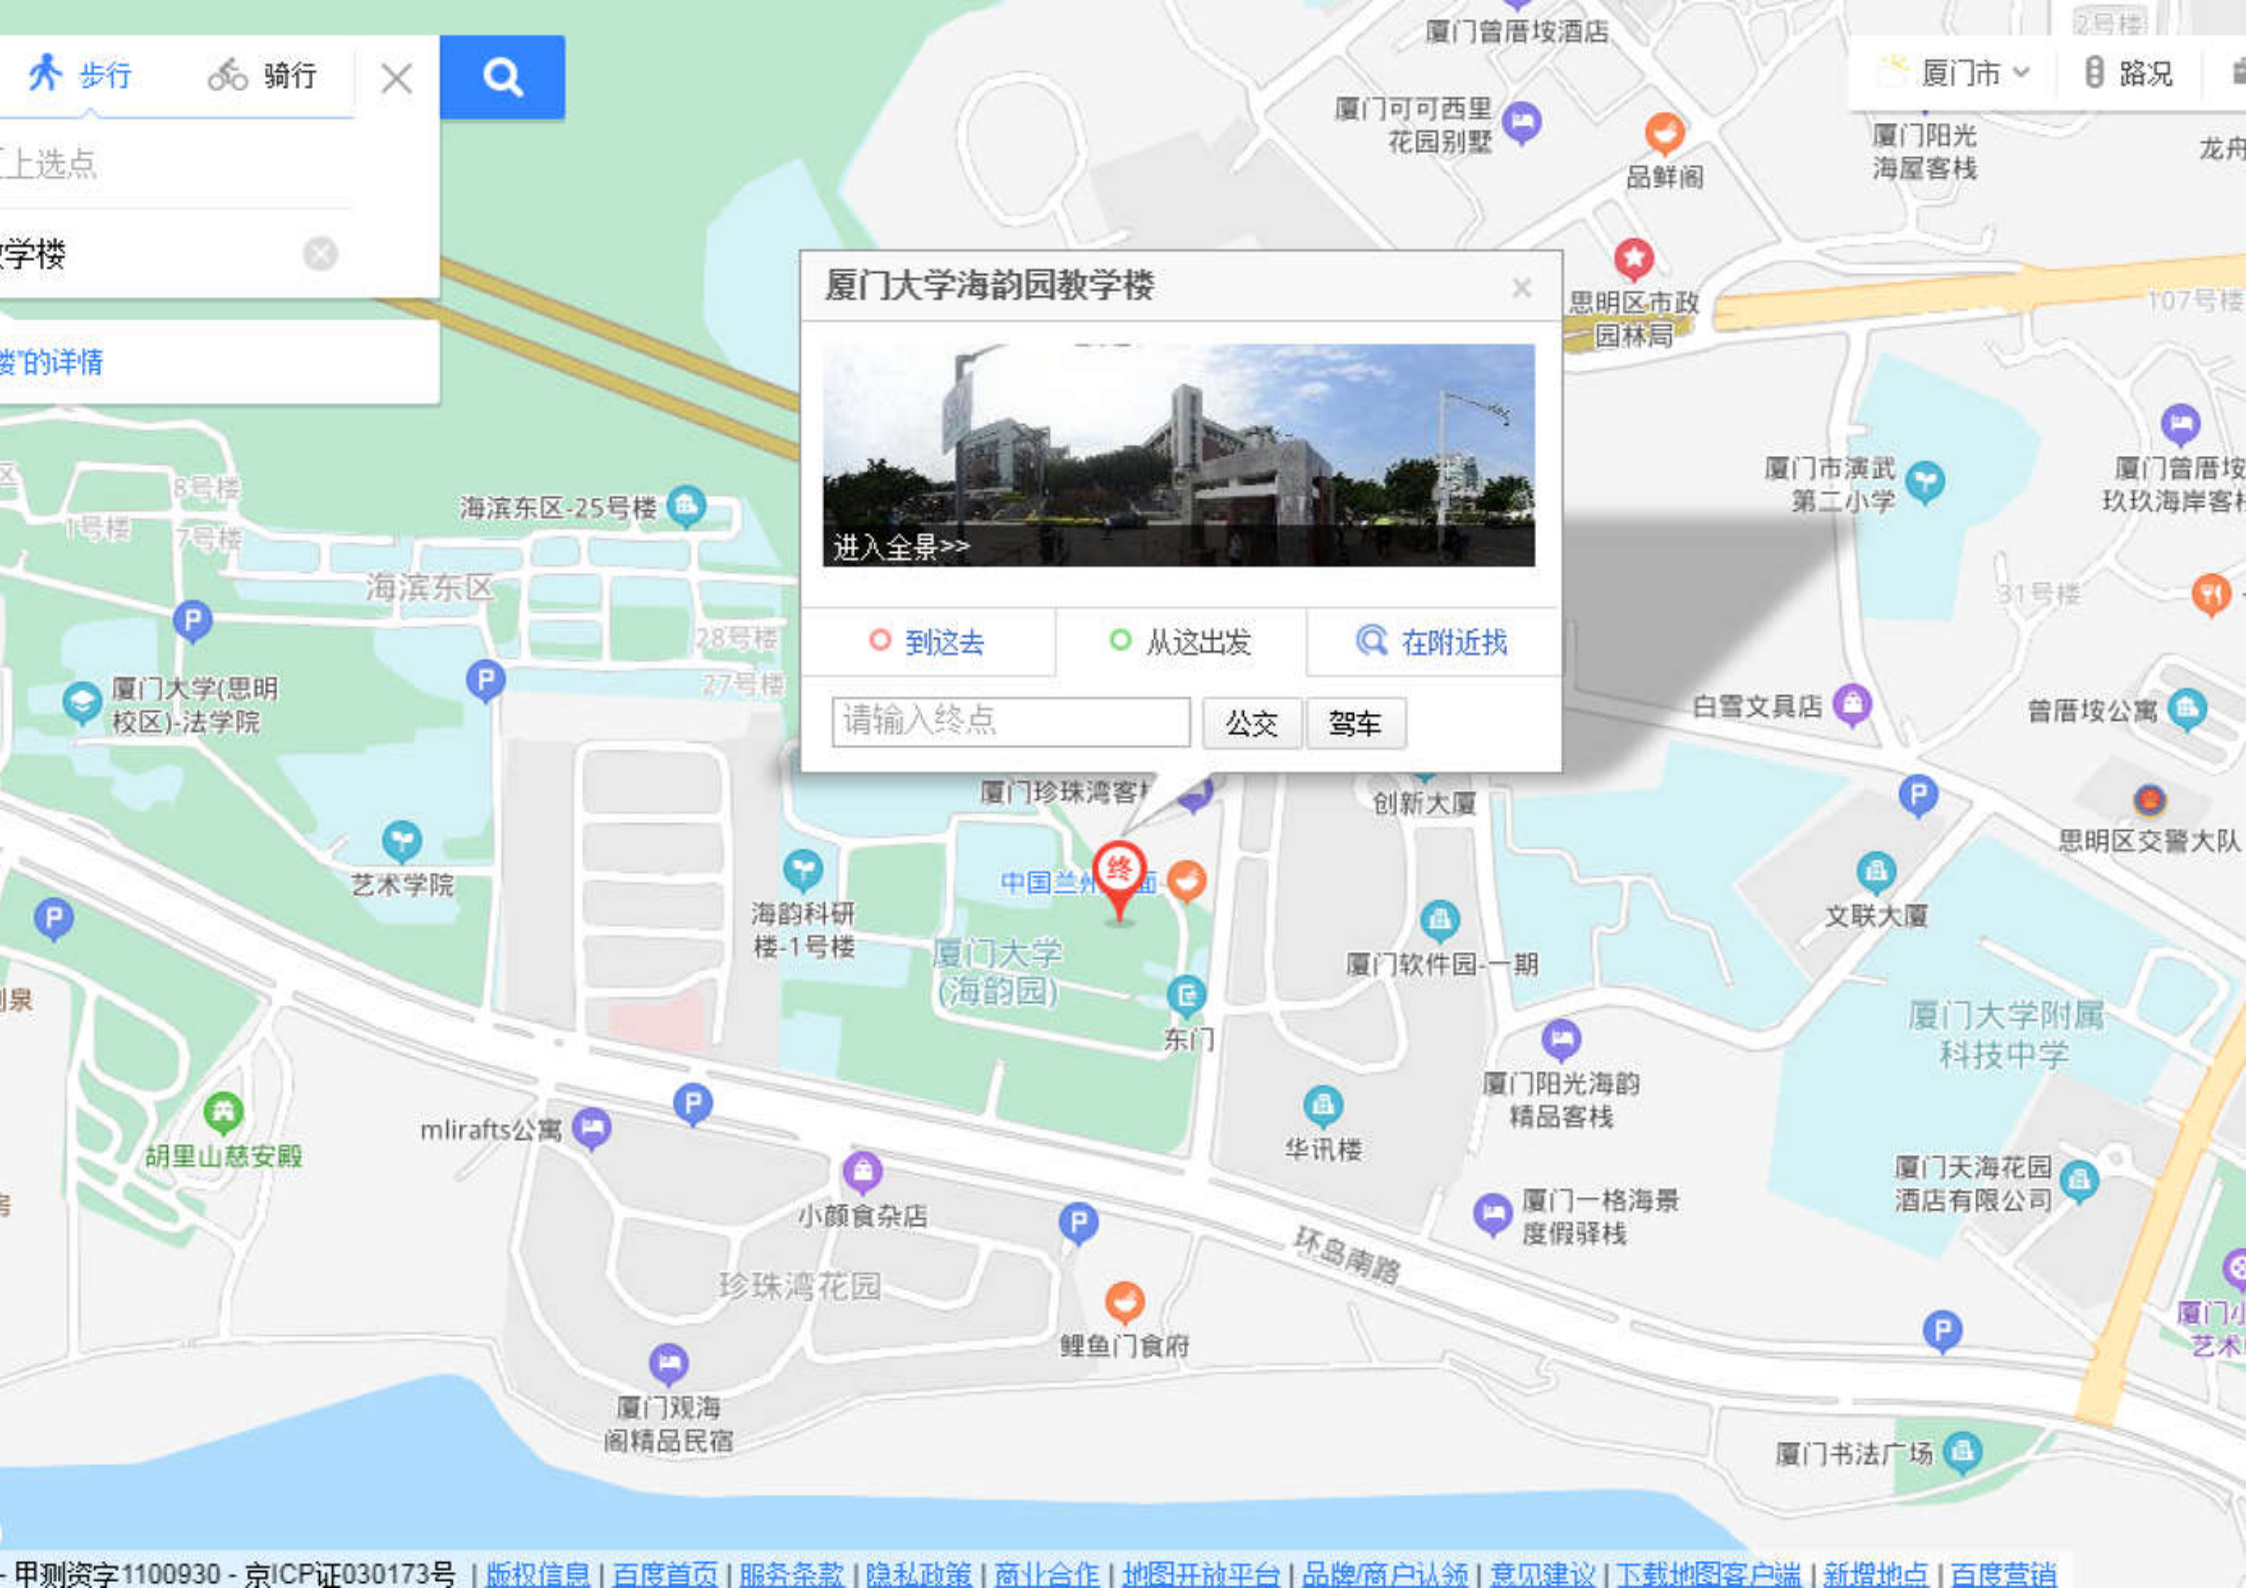 步行
骑行
上选点
学楼
楼"的详情
厦门市
路况
2号楼
厦门曾厝垵酒店
厦门可可西里
花园别墅
品鲜阁
厦门阳光
海屋客栈
龙舟
厦门大学海韵园教学楼
进入全景>>
到这去
从这出发
在附近找
请输入终点
公交
驾车
思明区市政
园林局
107号楼
厦门市演武
第二小学
厦门曾厝垵
玖玖海岸客栈
31号楼
8号楼
1号楼
7号楼
区
海滨东区-25号楼
海滨东区
28号楼
27号楼
P
P
厦门大学(思明
校区)-法学院
白雪文具店
曾厝垵公寓
厦门珍珠湾客栈
创新大厦
P
思明区交警大队
艺术学院
中国兰州
面
终
海韵科研
楼-1号楼
厦门大学
(海韵园)
厦门软件园-一期
文联大厦
P
东门
厦门大学附属
科技中学
厦门阳光海韵
精品客栈
泉
胡里山慈安殿
mlirafts公寓
P
华讯楼
厦门天海花园
酒店有限公司
小颜食杂店
P
厦门一格海景
度假驿栈
环岛南路
珍珠湾花园
鲤鱼门食府
P
厦门小
艺术
厦门观海
阁精品民宿
厦门书法广场
- 甲测资字1100930 - 京ICP证030173号 | 版权信息 | 百度首页 | 服务条款 | 隐私政策 | 商业合作 | 地图开放平台 | 品牌/商户认领 | 意见建议 | 下载地图客户端 | 新增地点 | 百度营销